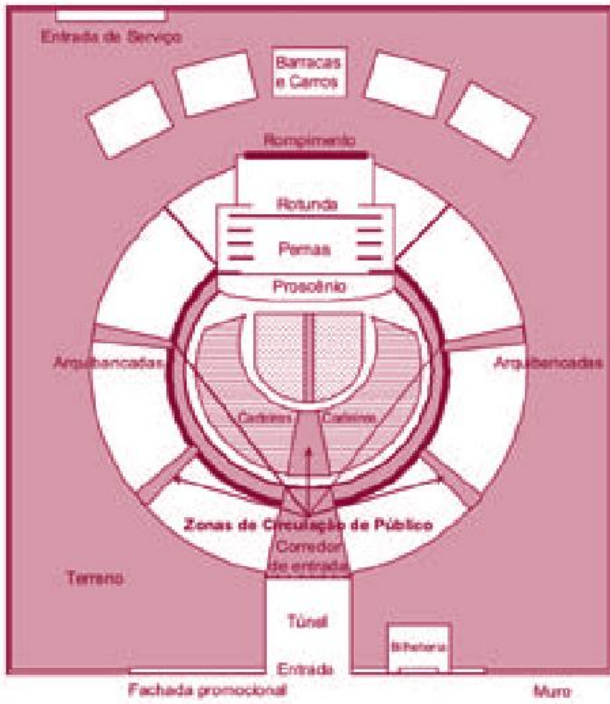 Entrada de Serviço
Barracas
e Carros
Rompimento
Rotunda
Pernas
Proscênio
Arquibancadas
Arquibancadas
Cadeiras
Cadeiras
Zonas de Circulação de Público
Corredor
de entrada
Terreno
Túnel
Bilheteria
Entrada
Fachada promocional
Muro